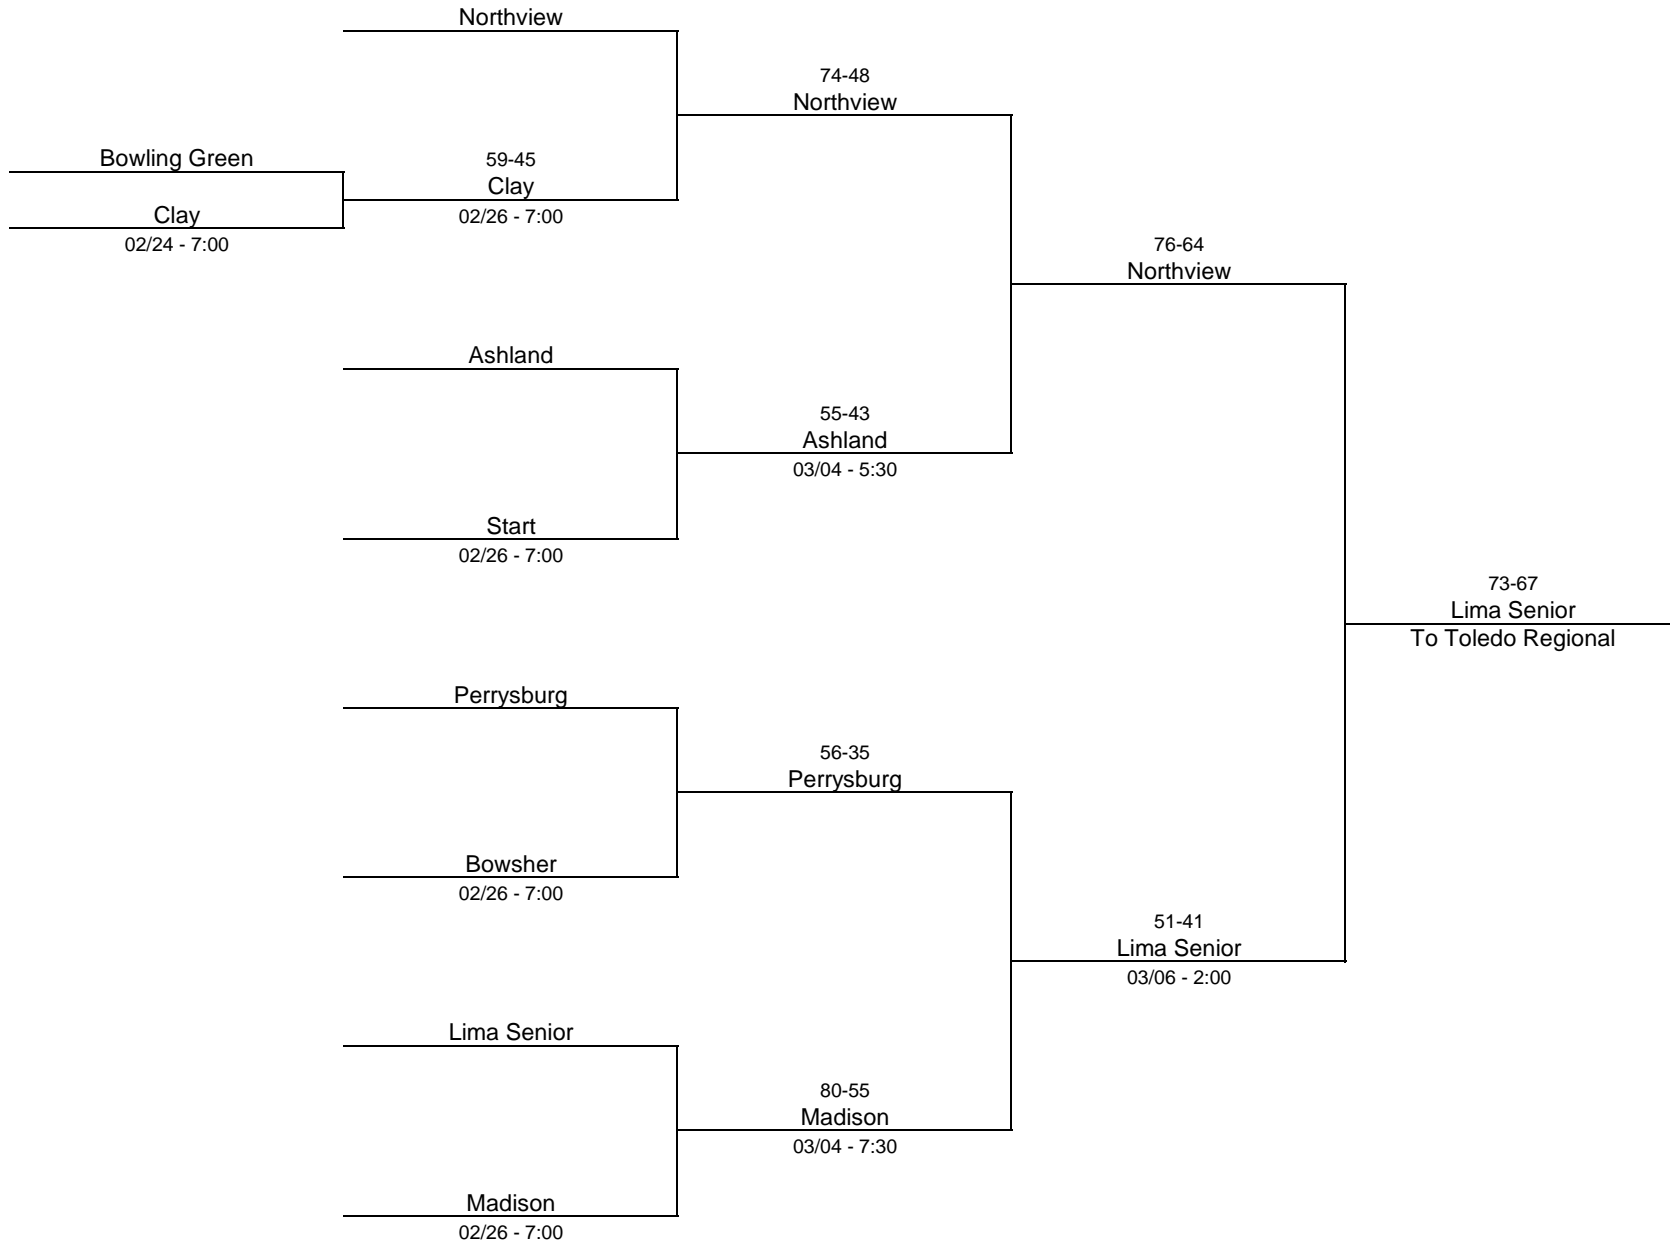 Northview
74-48
Northview
Bowling Green
59-45
Clay
Clay
02/26 - 7:00
02/24 - 7:00
76-64
Northview
Ashland
55-43
Ashland
03/04 - 5:30
Start
02/26 - 7:00
73-67
Lima Senior
To Toledo Regional
Perrysburg
56-35
Perrysburg
Bowsher
02/26 - 7:00
51-41
Lima Senior
03/06 - 2:00
Lima Senior
80-55
Madison
03/04 - 7:30
Madison
02/26 - 7:00